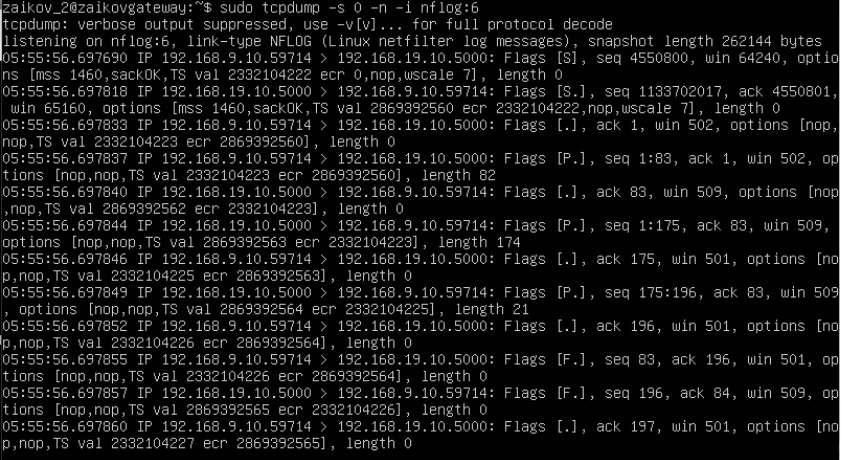 zaikov_2@zaikovgateway:~$ sudo tcpdump -s 0 -n -i nflog:6
tcpdump: verbose output suppressed, use -v[v]... for full protocol decode
listening on nflog:6, link-type NFLOG (Linux netfilter log messages), snapshot length 262144 bytes
05:55:56.697690 IP 192.168.9.10.59714 > 192.168.19.10.5000: Flags [S], seq 4550800, win 64240, optio
ns [mss 1460,sackOK,TS val 2332104222 ecr 0,nop,wscale 7], length 0
05:55:56.697818 IP 192.168.19.10.5000 > 192.168.9.10.59714: Flags [S.], seq 1133702017, ack 4550801,
 win 65160, options [mss 1460,sackOK,TS val 2869392560 ecr 2332104222,nop,wscale 7], length 0
05:55:56.697833 IP 192.168.9.10.59714 > 192.168.19.10.5000: Flags [.], ack 1, win 502, options [nop,
nop,TS val 2332104223 ecr 2869392560], length 0
05:55:56.697837 IP 192.168.9.10.59714 > 192.168.19.10.5000: Flags [P.], seq 1:83, ack 1, win 502, op
tions [nop,nop,TS val 2332104223 ecr 2869392560], length 82
05:55:56.697840 IP 192.168.19.10.5000 > 192.168.9.10.59714: Flags [.], ack 83, win 509, options [nop
,nop,TS val 2869392562 ecr 2332104223], length 0
05:55:56.697844 IP 192.168.19.10.5000 > 192.168.9.10.59714: Flags [P.], seq 1:175, ack 83, win 509,
options [nop,nop,TS val 2869392563 ecr 2332104223], length 174
05:55:56.697846 IP 192.168.9.10.59714 > 192.168.19.10.5000: Flags [.], ack 175, win 501, options [no
p,nop,TS val 2332104225 ecr 2869392563], length 0
05:55:56.697849 IP 192.168.19.10.5000 > 192.168.9.10.59714: Flags [P.], seq 175:196, ack 83, win 509
, options [nop,nop,TS val 2869392564 ecr 2332104225], length 21
05:55:56.697852 IP 192.168.9.10.59714 > 192.168.19.10.5000: Flags [.], ack 196, win 501, options [no
p,nop,TS val 2332104226 ecr 2869392564], length 0
05:55:56.697855 IP 192.168.9.10.59714 > 192.168.19.10.5000: Flags [F.], seq 83, ack 196, win 501, op
tions [nop,nop,TS val 2332104226 ecr 2869392564], length 0
05:55:56.697857 IP 192.168.19.10.5000 > 192.168.9.10.59714: Flags [F.], seq 196, ack 84, win 509, op
tions [nop,nop,TS val 2869392565 ecr 2332104226], length 0
05:55:56.697860 IP 192.168.9.10.59714 > 192.168.19.10.5000: Flags [.], ack 197, win 501, options [no
p,nop,TS val 2332104227 ecr 2869392565], length 0